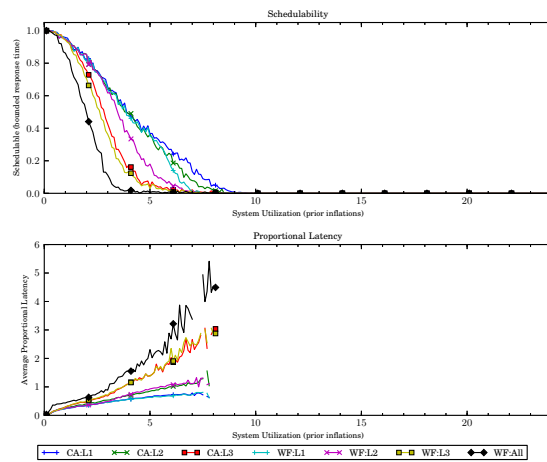 Schedulability
1.0
0.8
0.6
0.4
0.2
0.0
Schedulable (bounded response time)
0 5 10 15 20
System Utilization (prior inflations)
Proportional Latency
6
5
4
3
2
1
0
Average Proportional Latency
0 5 10 15 20
System Utilization (prior inflations)
CA:L1 CA:L2 CA:L3 WF:L1 WF:L2 WF:L3 WF:All